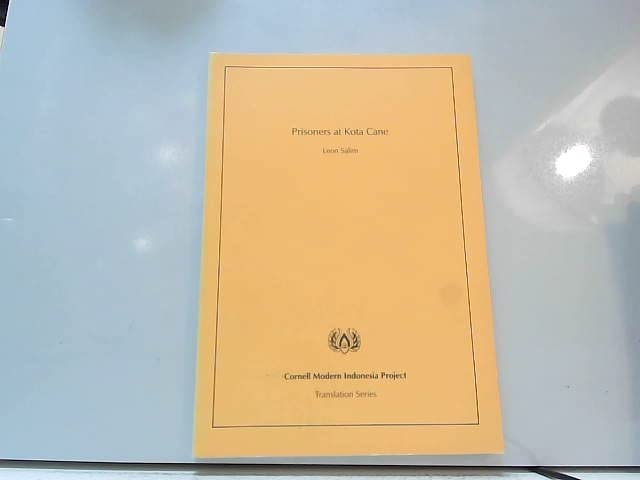 Prisoners at Kota Cane
Leon Salim
Cornell Modern Indonesia Project
Translation Series